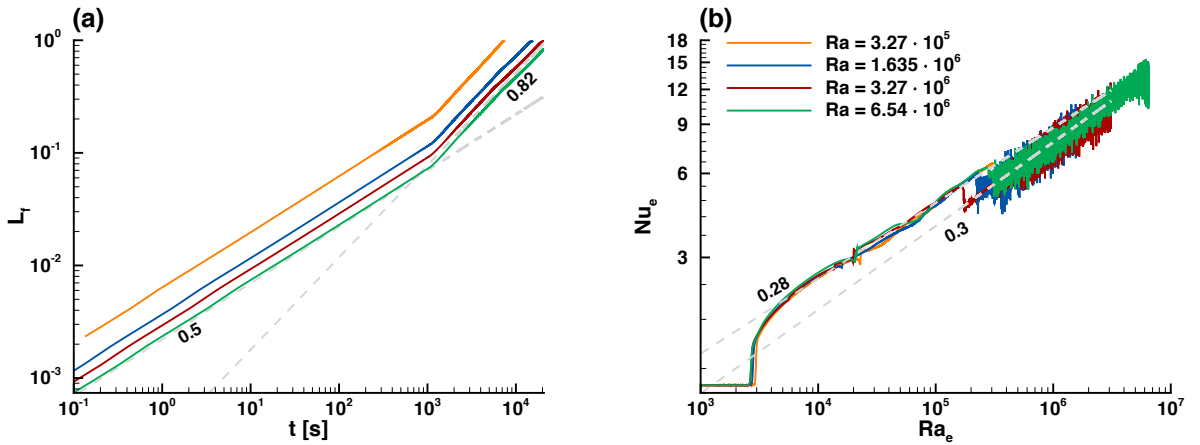 (a)
10⁰
10⁻¹
10⁻²
10⁻³
L_f
0.82
0.5
10⁻¹ 10⁰ 10¹ 10² 10³ 10⁴
t [s]
(b)
18
15
12
9
6
3
Nu_e
Ra = 3.27 · 10⁵
Ra = 1.635 · 10⁶
Ra = 3.27 · 10⁶
Ra = 6.54 · 10⁶
0.3
0.28
10³ 10⁴ 10⁵ 10⁶ 10⁷
Ra_e